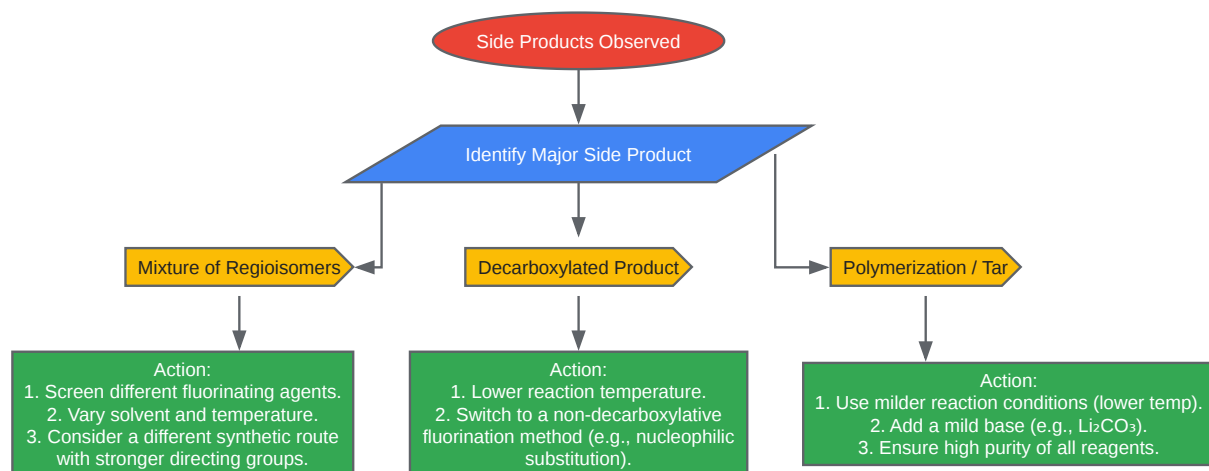 Side Products Observed
Identify Major Side Product
Mixture of Regioisomers
Decarboxylated Product
Polymerization / Tar
Action:
1. Screen different fluorinating agents.
2. Vary solvent and temperature.
3. Consider a different synthetic route
with stronger directing groups.
Action:
1. Lower reaction temperature.
2. Switch to a non-decarboxylative
fluorination method (e.g., nucleophilic
substitution).
Action:
1. Use milder reaction conditions (lower temp).
2. Add a mild base (e.g., Li₂CO₃).
3. Ensure high purity of all reagents.